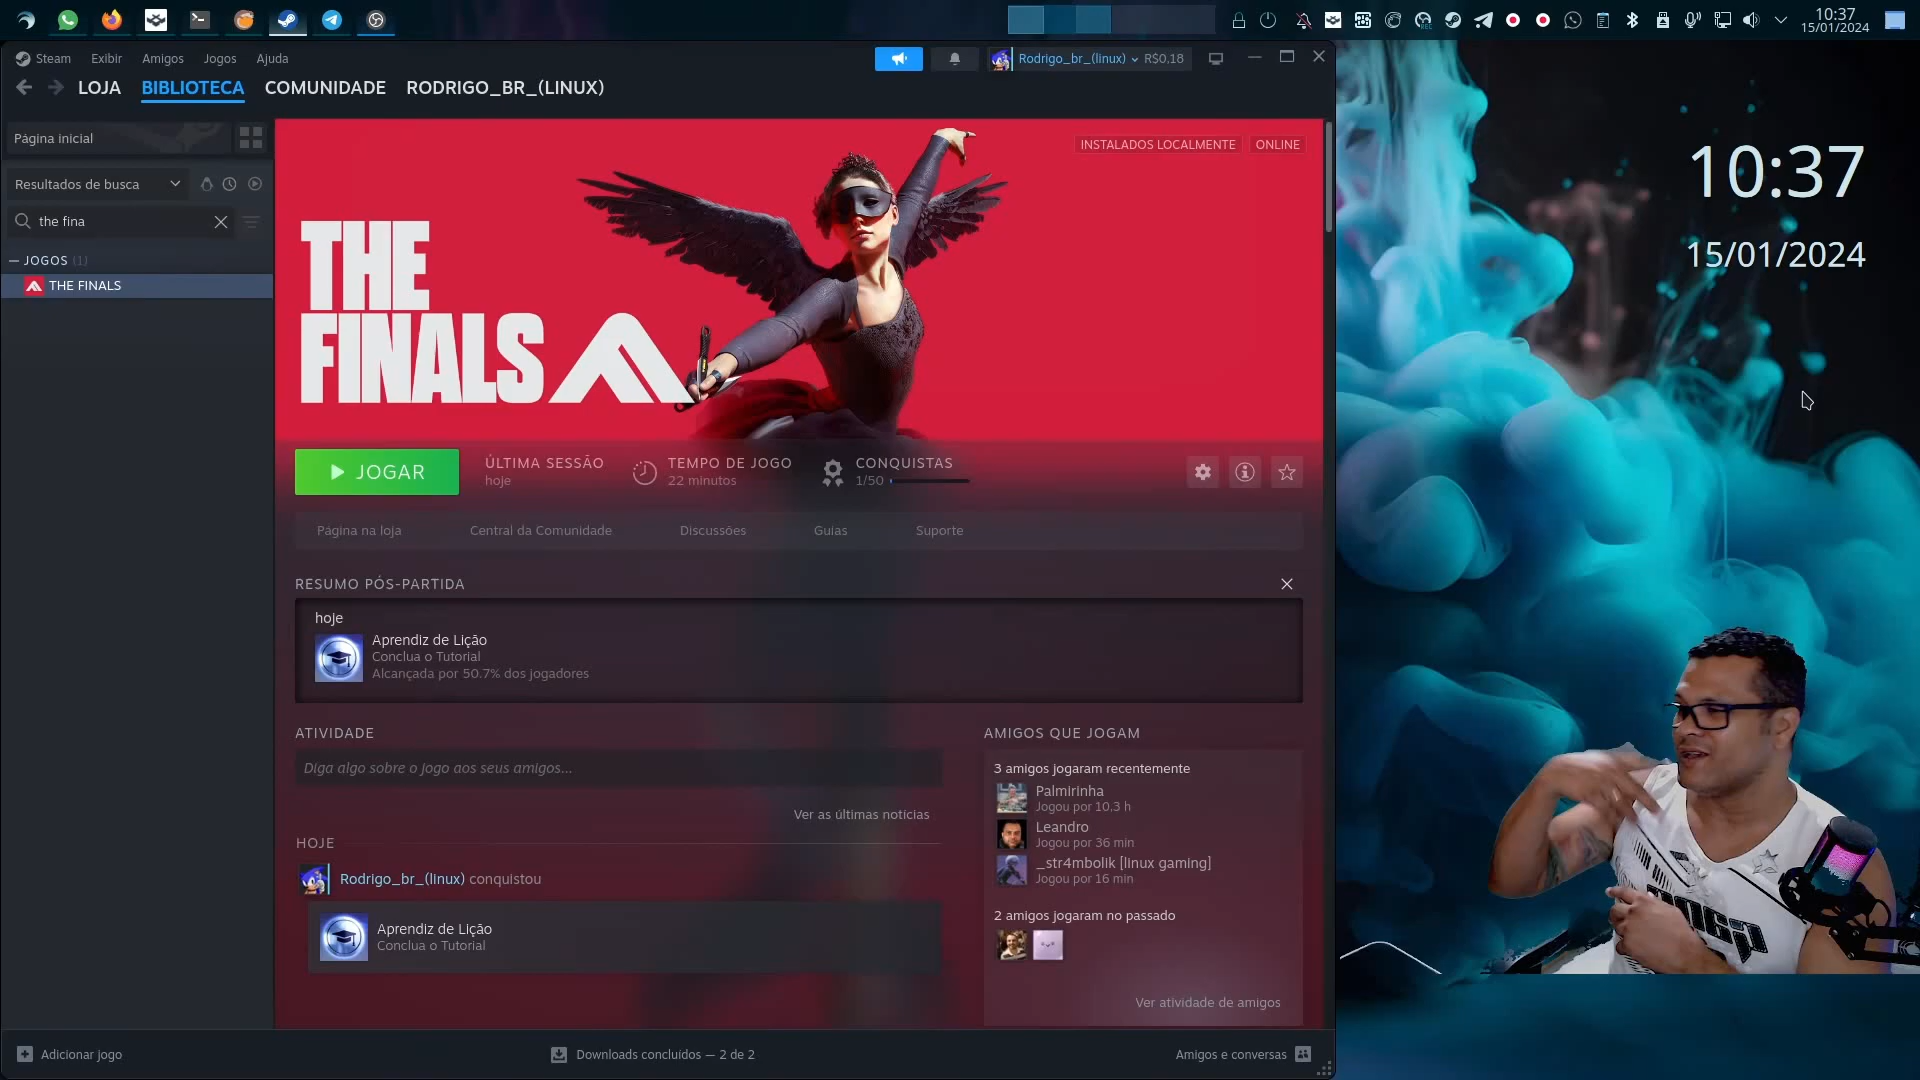 10:37
15/01/2024
Steam Exibir Amigos Jogos Ajuda
Rodrigo_br_(linux) R$0.18
LOJA BIBLIOTECA COMUNIDADE RODRIGO_BR_(LINUX)
Página inicial
Resultados de busca
the fina
JOGOS (1)
THE FINALS
INSTALADOS LOCALMENTE ONLINE
THE
FINALS
JOGAR
ÚLTIMA SESSÃO
hoje
TEMPO DE JOGO
22 minutos
CONQUISTAS
1/50
Página na loja Central da Comunidade Discussões Guias Suporte
RESUMO PÓS-PARTIDA
hoje
Aprendiz de Lição
Conclua o Tutorial
Alcançada por 50.7% dos jogadores
ATIVIDADE
Diga algo sobre o jogo aos seus amigos...
Ver as últimas notícias
HOJE
Rodrigo_br_(linux) conquistou
Aprendiz de Lição
Conclua o Tutorial
AMIGOS QUE JOGAM
3 amigos jogaram recentemente
Palmirinha
Jogou por 10.3 h
Leandro
Jogou por 36 min
_str4mbolik [linux gaming]
Jogou por 16 min
2 amigos jogaram no passado
Ver atividade de amigos
Adicionar jogo
Downloads concluídos — 2 de 2
Amigos e conversas
10:37
15/01/2024